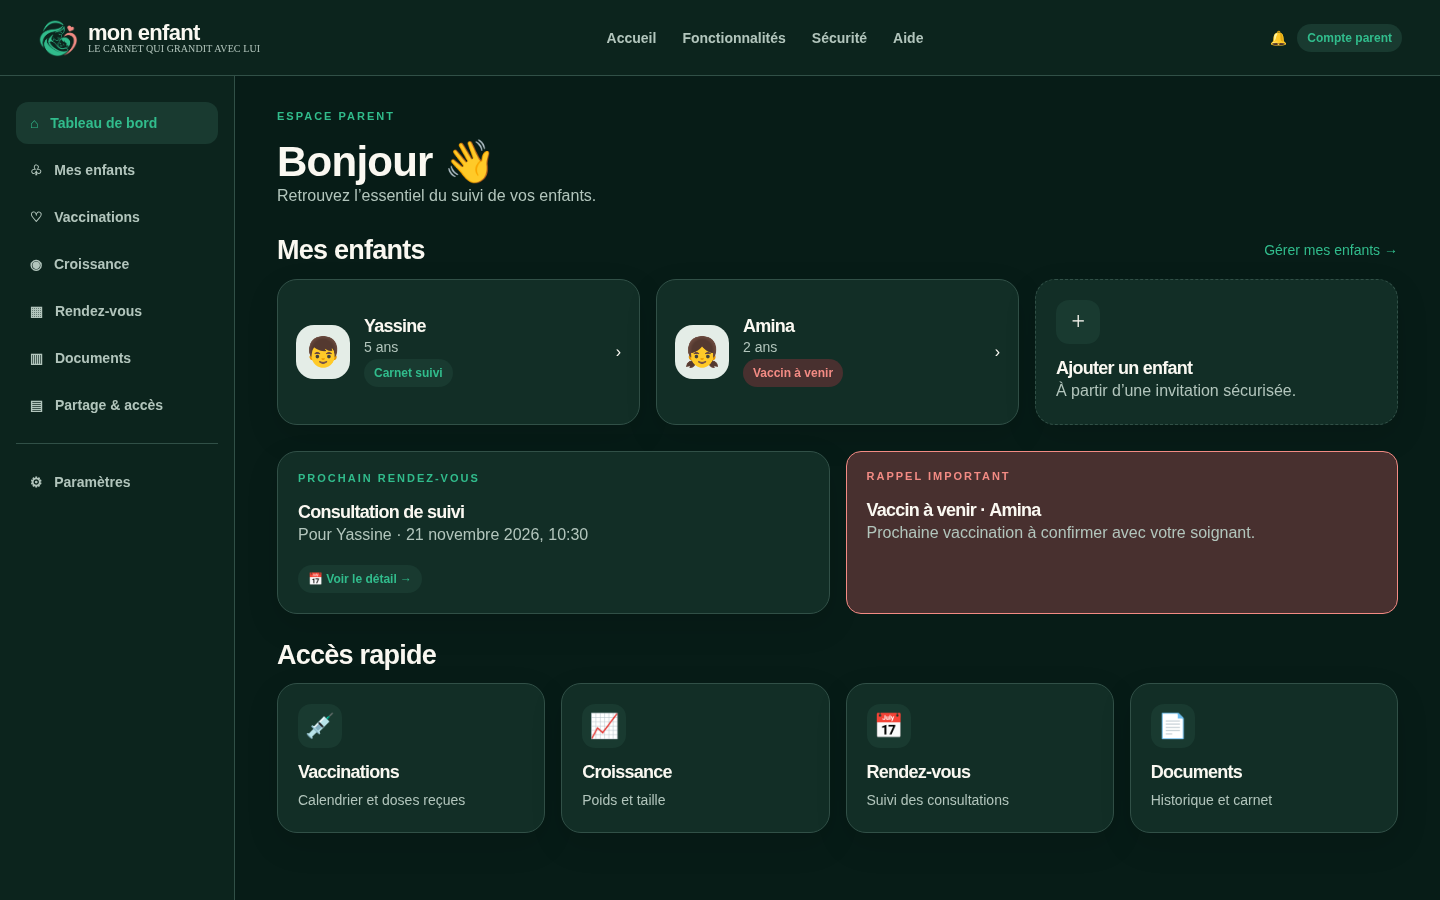 mon enfant
LE CARNET QUI GRANDIT AVEC LUI
Accueil
Fonctionnalités
Sécurité
Aide
Compte parent
Tableau de bord
Mes enfants
Vaccinations
Croissance
Rendez-vous
Documents
Partage & accès
Paramètres
ESPACE PARENT
Bonjour 👋
Retrouvez l’essentiel du suivi de vos enfants.
Mes enfants
Gérer mes enfants →
Yassine
5 ans
Carnet suivi
›
Amina
2 ans
Vaccin à venir
›
+
Ajouter un enfant
À partir d’une invitation sécurisée.
PROCHAIN RENDEZ-VOUS
Consultation de suivi
Pour Yassine · 21 novembre 2026, 10:30
📅 Voir le détail →
RAPPEL IMPORTANT
Vaccin à venir · Amina
Prochaine vaccination à confirmer avec votre soignant.
Accès rapide
Vaccinations
Calendrier et doses reçues
Croissance
Poids et taille
Rendez-vous
Suivi des consultations
Documents
Historique et carnet